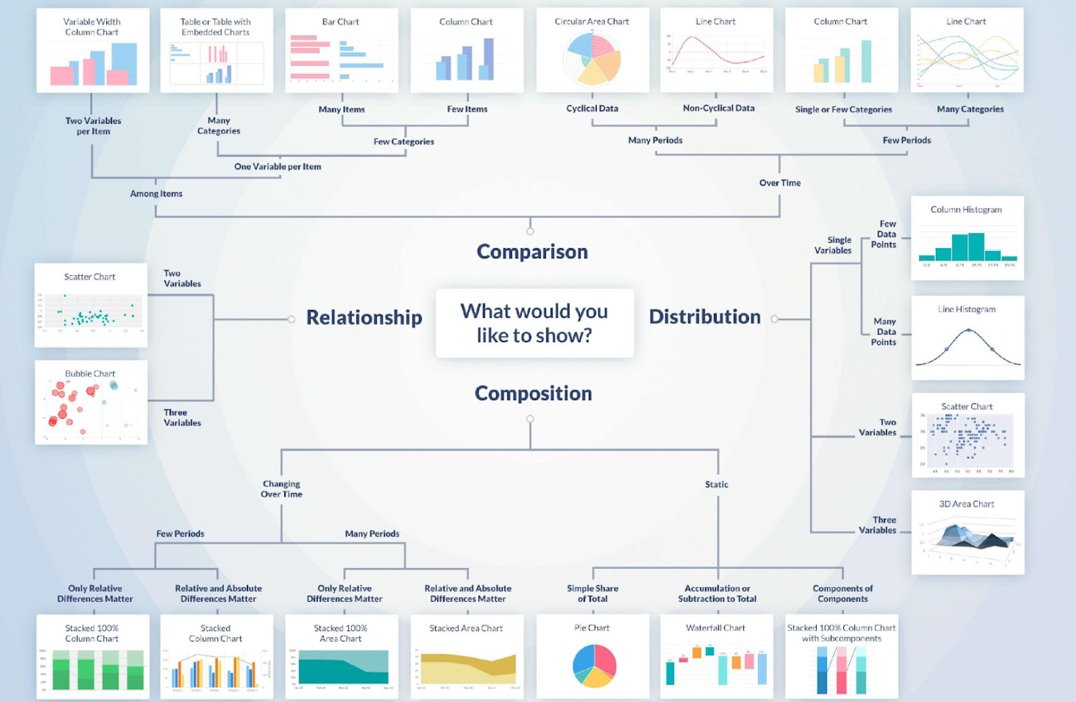 Variable Width
Column Chart
Table or Table with
Embedded Charts
Bar Chart
Column Chart
Circular Area Chart
Line Chart
Column Chart
Line Chart
Two Variables
per Item
Many
Categories
Many Items
Few Items
Cyclical Data
Non-Cyclical Data
Single or Few Categories
Many Categories
Few Categories
Many Periods
Few Periods
One Variable per Item
Among Items
Over Time
Comparison
Scatter Chart
Two
Variables
Bubble Chart
Three
Variables
Relationship
What would you
like to show?
Distribution
Single
Variables
Few
Data
Points
Column Histogram
Many
Data
Points
Line Histogram
Two
Variables
Scatter Chart
Three
Variables
3D Area Chart
Composition
Changing
Over Time
Static
Few Periods
Many Periods
Only Relative
Differences Matter
Relative and Absolute
Differences Matter
Only Relative
Differences Matter
Relative and Absolute
Differences Matter
Simple Share
of Total
Accumulation or
Subtraction to Total
Components of
Components
Stacked 100%
Column Chart
Stacked
Column Chart
Stacked 100%
Area Chart
Stacked Area Chart
Pie Chart
Waterfall Chart
Stacked 100% Column Chart
with Subcomponents